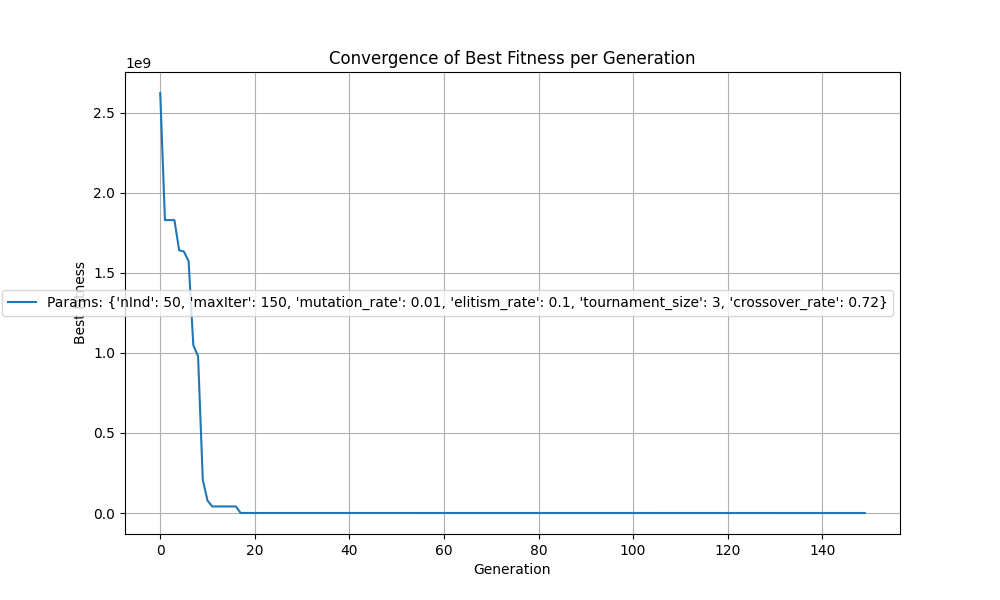 Convergence of Best Fitness per Generation
1e9
2.5
2.0
1.5
1.0
0.5
0.0
Best
ness
Params: {'nInd': 50, 'maxIter': 150, 'mutation_rate': 0.01, 'elitism_rate': 0.1, 'tournament_size': 3, 'crossover_rate': 0.72}
0 20 40 60 80 100 120 140
Generation